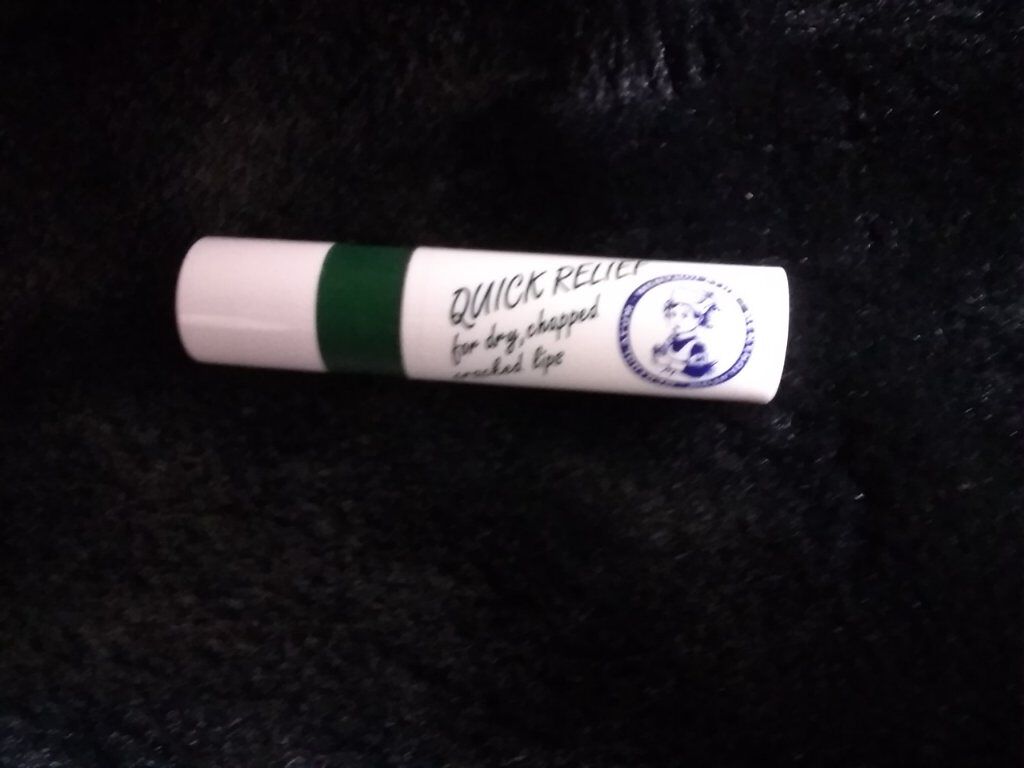 QUICK RELIEF
for dry, chapped
cracked lips